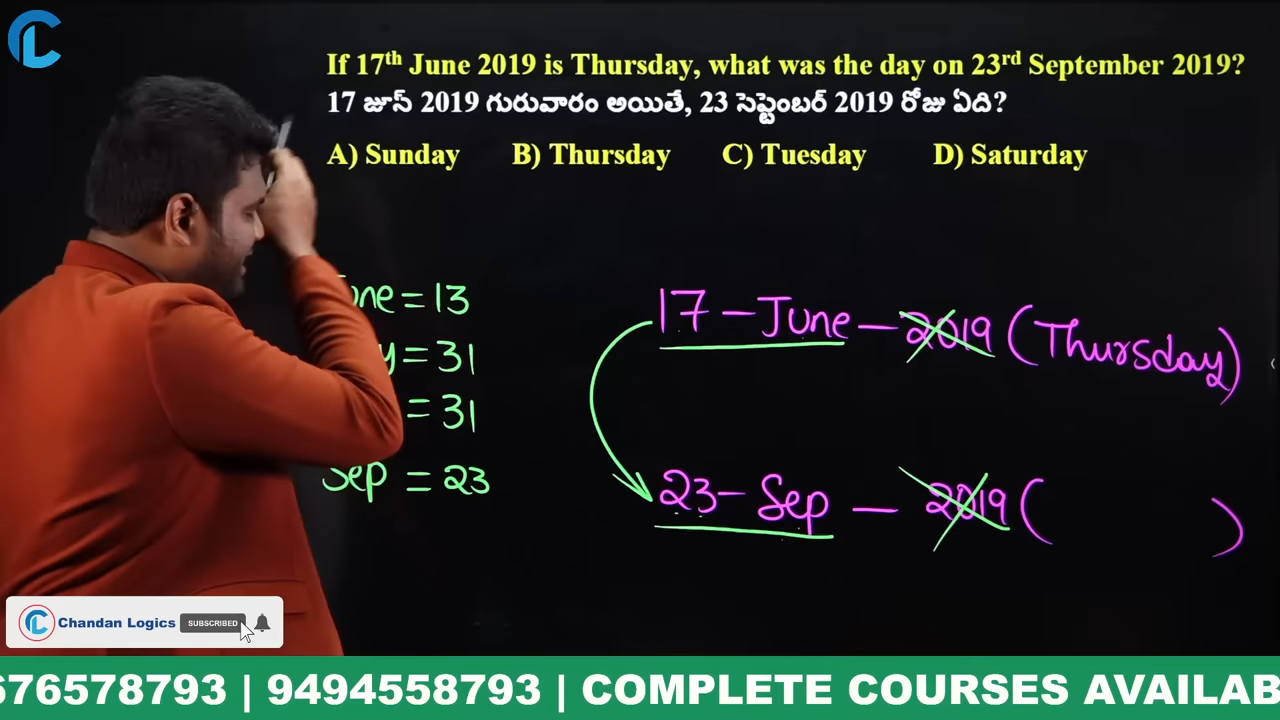 If 17th June 2019 is Thursday, what was the day on 23rd September 2019?
17 జూన్ 2019 గురువారం అయితే, 23 సెప్టెంబర్ 2019 రోజు ఏది?
A) Sunday B) Thursday C) Tuesday D) Saturday
= 13
= 31
= 31
Sep = 23
17 - June - 2019 (Thursday)
23 - Sep - 2019 ( )
Chandan Logics SUBSCRIBED
676578793 | 9494558793 | COMPLETE COURSES AVAILAB